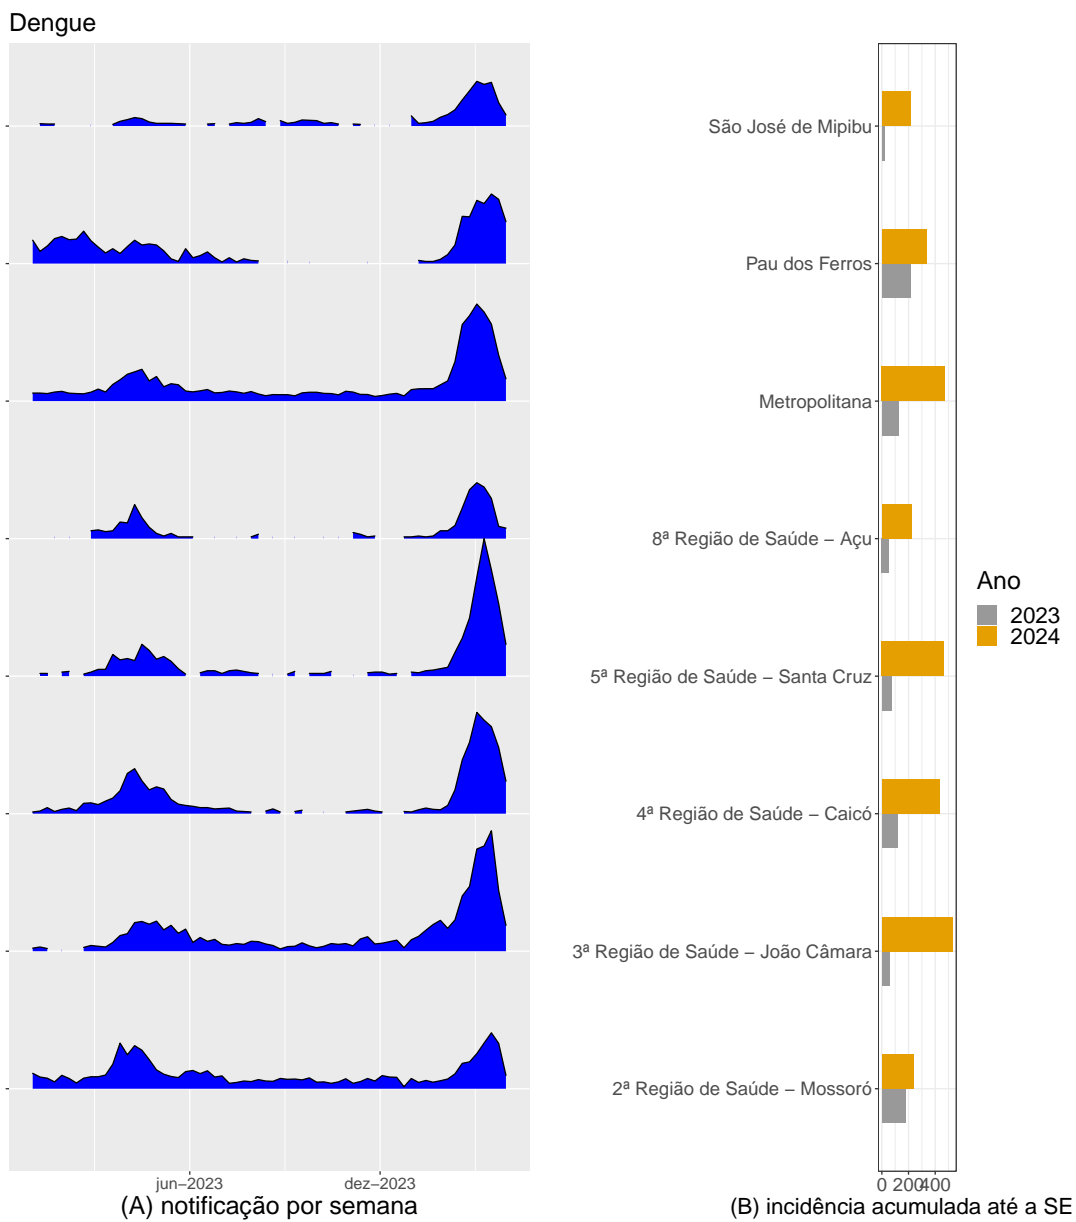 Dengue
São José de Mipibu
Pau dos Ferros
Metropolitana
8ª Região de Saúde – Açu
5ª Região de Saúde – Santa Cruz
4ª Região de Saúde – Caicó
3ª Região de Saúde – João Câmara
2ª Região de Saúde – Mossoró
Ano
2023
2024
jun–2023
dez–2023
0
200
400
(A) notificação por semana
(B) incidência acumulada até a SE